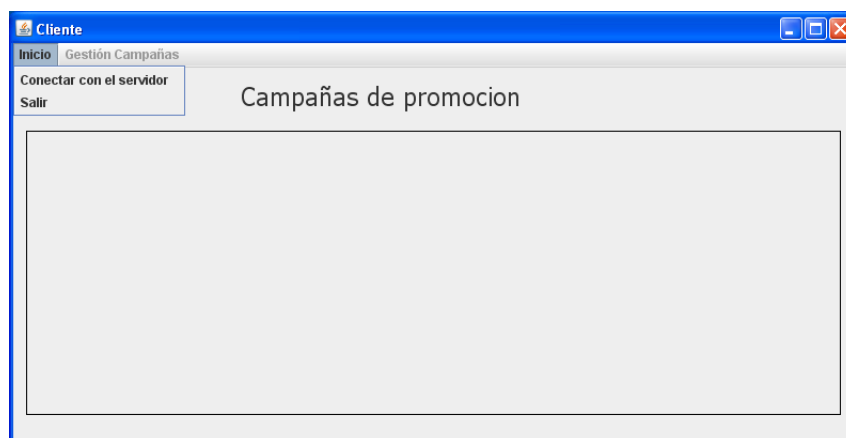 Cliente
Inicio Gestión Campañas
Conectar con el servidor
Salir
Campañas de promocion